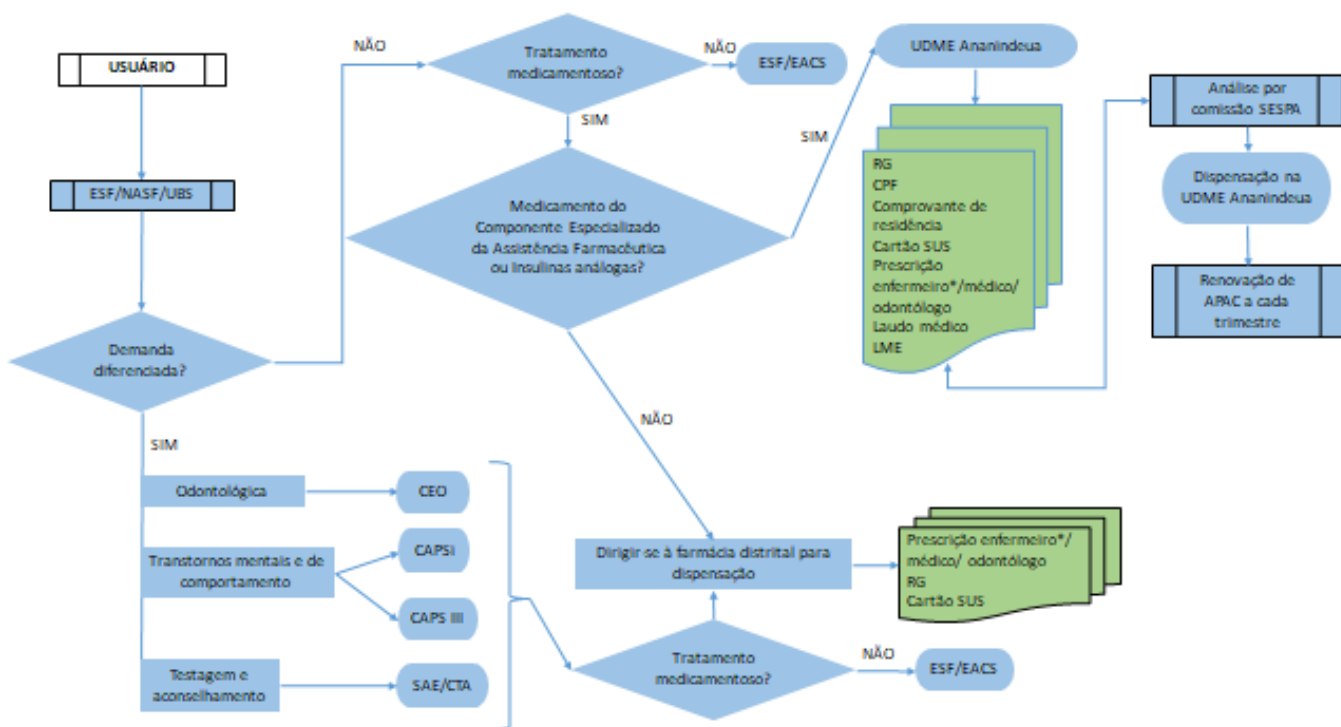 USUÁRIO
ESF/NASF/UBS
Demanda
diferenciada?
NÃO
Tratamento
medicamentoso?
NÃO
ESF/EACS
SIM
Medicamento do
Componente Especializado
da Assistência Farmacêutica
ou Insulinas análogas?
SIM
UDME Ananindeua
RG
CPF
Comprovante de
residência
Cartão SUS
Prescrição
enfermeiro*/médico/
odontólogo
Laudo médico
LME
Análise por
comissão SESPA
Dispensação na
UDME Ananindeua
Renovação de
APAC a cada
trimestre
NÃO
SIM
Odontológica
CEO
Transtornos mentais e de
comportamento
CAPSi
CAPS III
Testagem e
aconselhamento
SAE/CTA
Dirigir-se à farmácia distrital para
dispensação
Prescrição enfermeiro*/
médico/ odontólogo
RG
Cartão SUS
Tratamento
medicamentoso?
NÃO
ESF/EACS